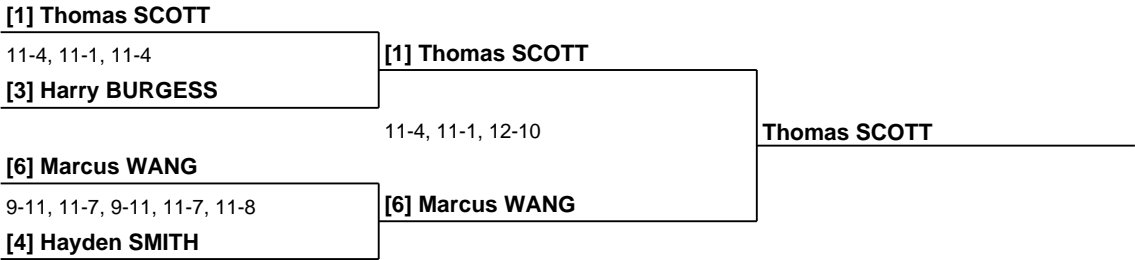 [1] Thomas SCOTT
11-4, 11-1, 11-4
[3] Harry BURGESS
[1] Thomas SCOTT
11-4, 11-1, 12-10
Thomas SCOTT
[6] Marcus WANG
9-11, 11-7, 9-11, 11-7, 11-8
[4] Hayden SMITH
[6] Marcus WANG